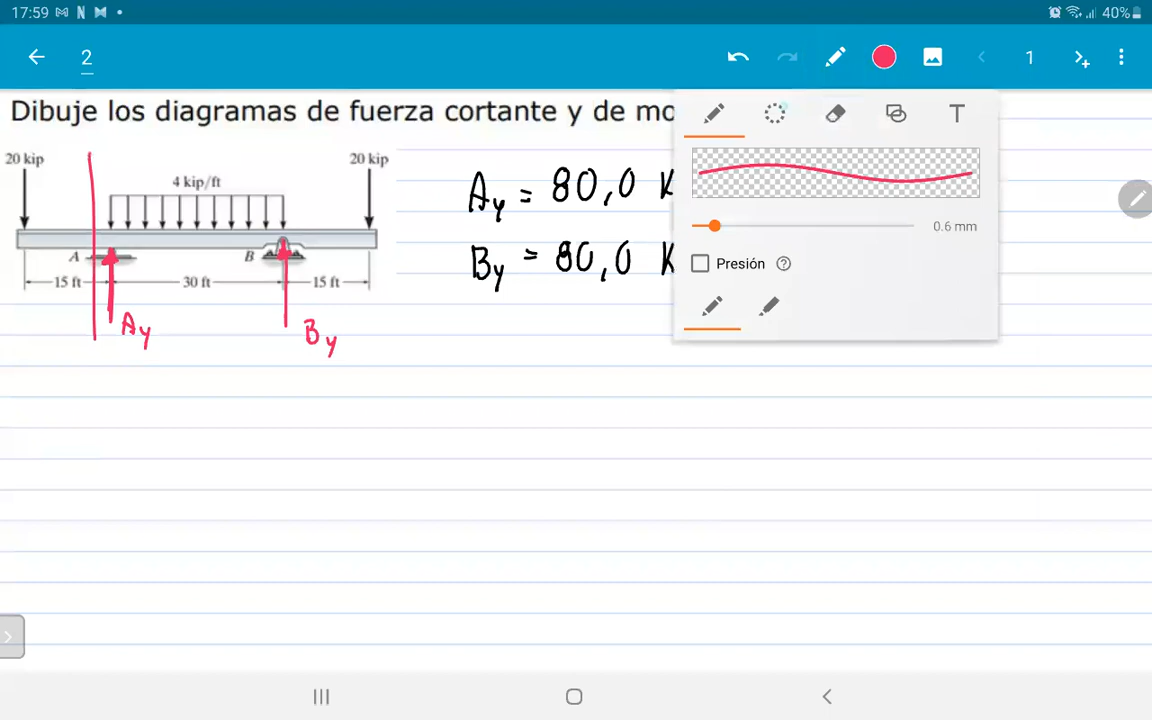 17:59 40%
2 1
Dibuje los diagramas de fuerza cortante y de mo
20 kip 20 kip
4 kip/ft
A B
15 ft 30 ft 15 ft
Ay By
Ay = 80,0 K
By = 80,0 K
T
0.6 mm
Presión ?